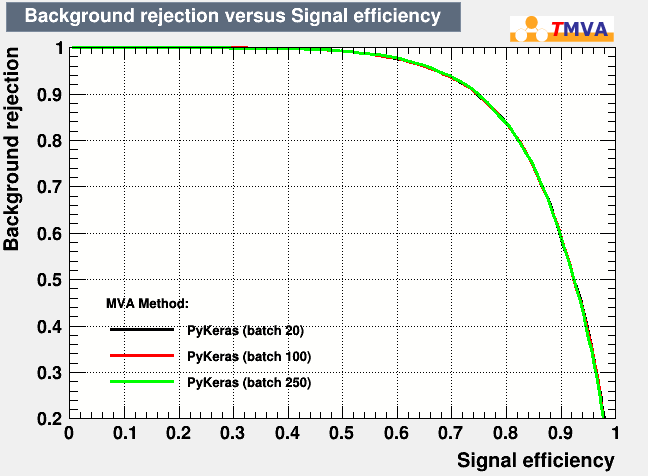 Background rejection versus Signal efficiency
TMVA
Background rejection
1
0.9
0.8
0.7
0.6
0.5
0.4
0.3
0.2
MVA Method:
PyKeras (batch 20)
PyKeras (batch 100)
PyKeras (batch 250)
0 0.1 0.2 0.3 0.4 0.5 0.6 0.7 0.8 0.9 1
Signal efficiency